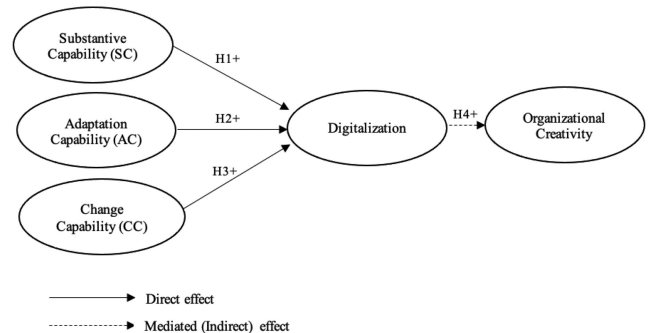 Substantive
Capability (SC)
H1+
Adaptation
Capability (AC)
H2+
Change
Capability (CC)
H3+
Digitalization
H4+
Organizational
Creativity
Direct effect
Mediated (Indirect) effect